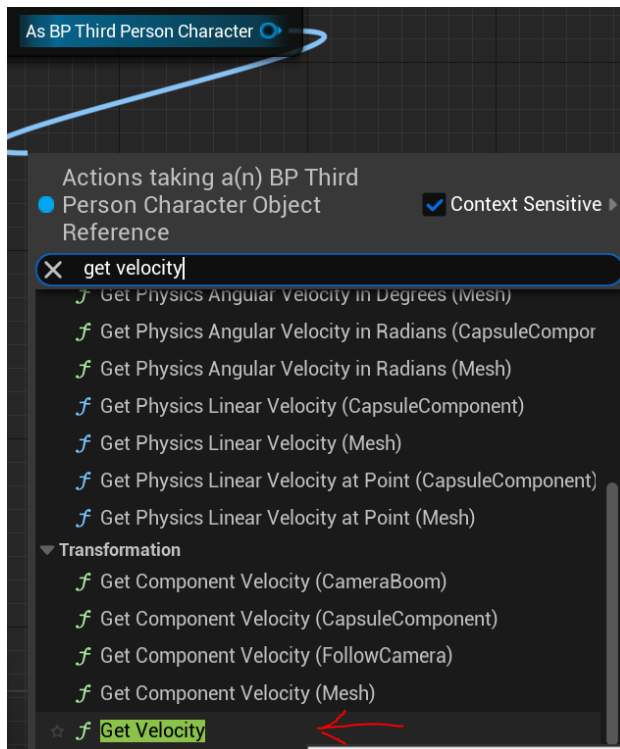 As BP Third Person Character
Actions taking a(n) BP Third
Person Character Object
Reference
Context Sensitive
get velocity
f Get Physics Angular Velocity in Degrees (Mesh)
f Get Physics Angular Velocity in Radians (CapsuleCompor
f Get Physics Angular Velocity in Radians (Mesh)
f Get Physics Linear Velocity (CapsuleComponent)
f Get Physics Linear Velocity (Mesh)
f Get Physics Linear Velocity at Point (CapsuleComponent)
f Get Physics Linear Velocity at Point (Mesh)
Transformation
f Get Component Velocity (CameraBoom)
f Get Component Velocity (CapsuleComponent)
f Get Component Velocity (FollowCamera)
f Get Component Velocity (Mesh)
f Get Velocity